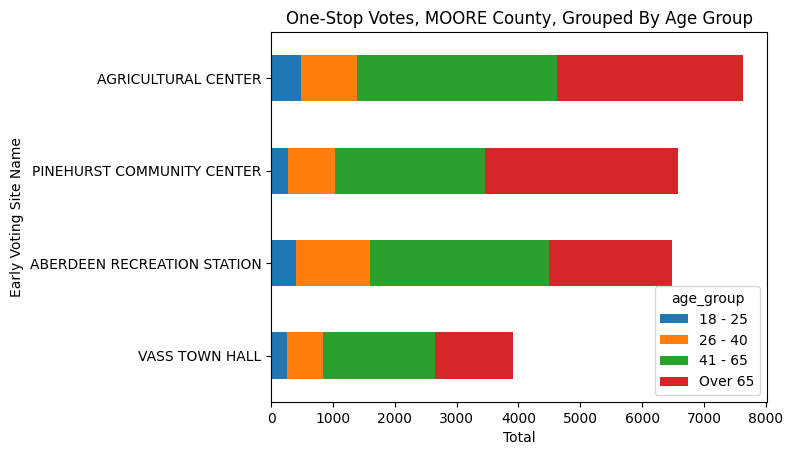 One-Stop Votes, MOORE County, Grouped By Age Group
Early Voting Site Name
AGRICULTURAL CENTER
PINEHURST COMMUNITY CENTER
ABERDEEN RECREATION STATION
VASS TOWN HALL
age_group
18 - 25
26 - 40
41 - 65
Over 65
0 1000 2000 3000 4000 5000 6000 7000 8000
Total